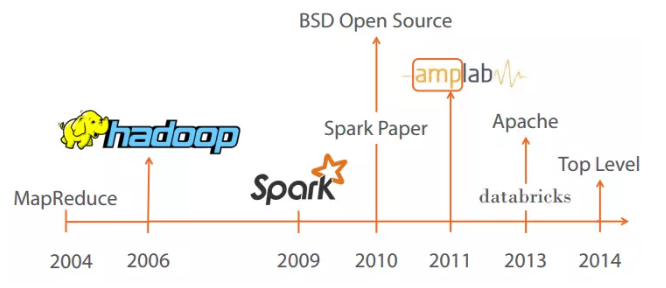 BSD Open Source
amplab
hadoop
Spark Paper
Apache
Spark
Top Level
MapReduce
databricks
2004 2006 2009 2010 2011 2013 2014